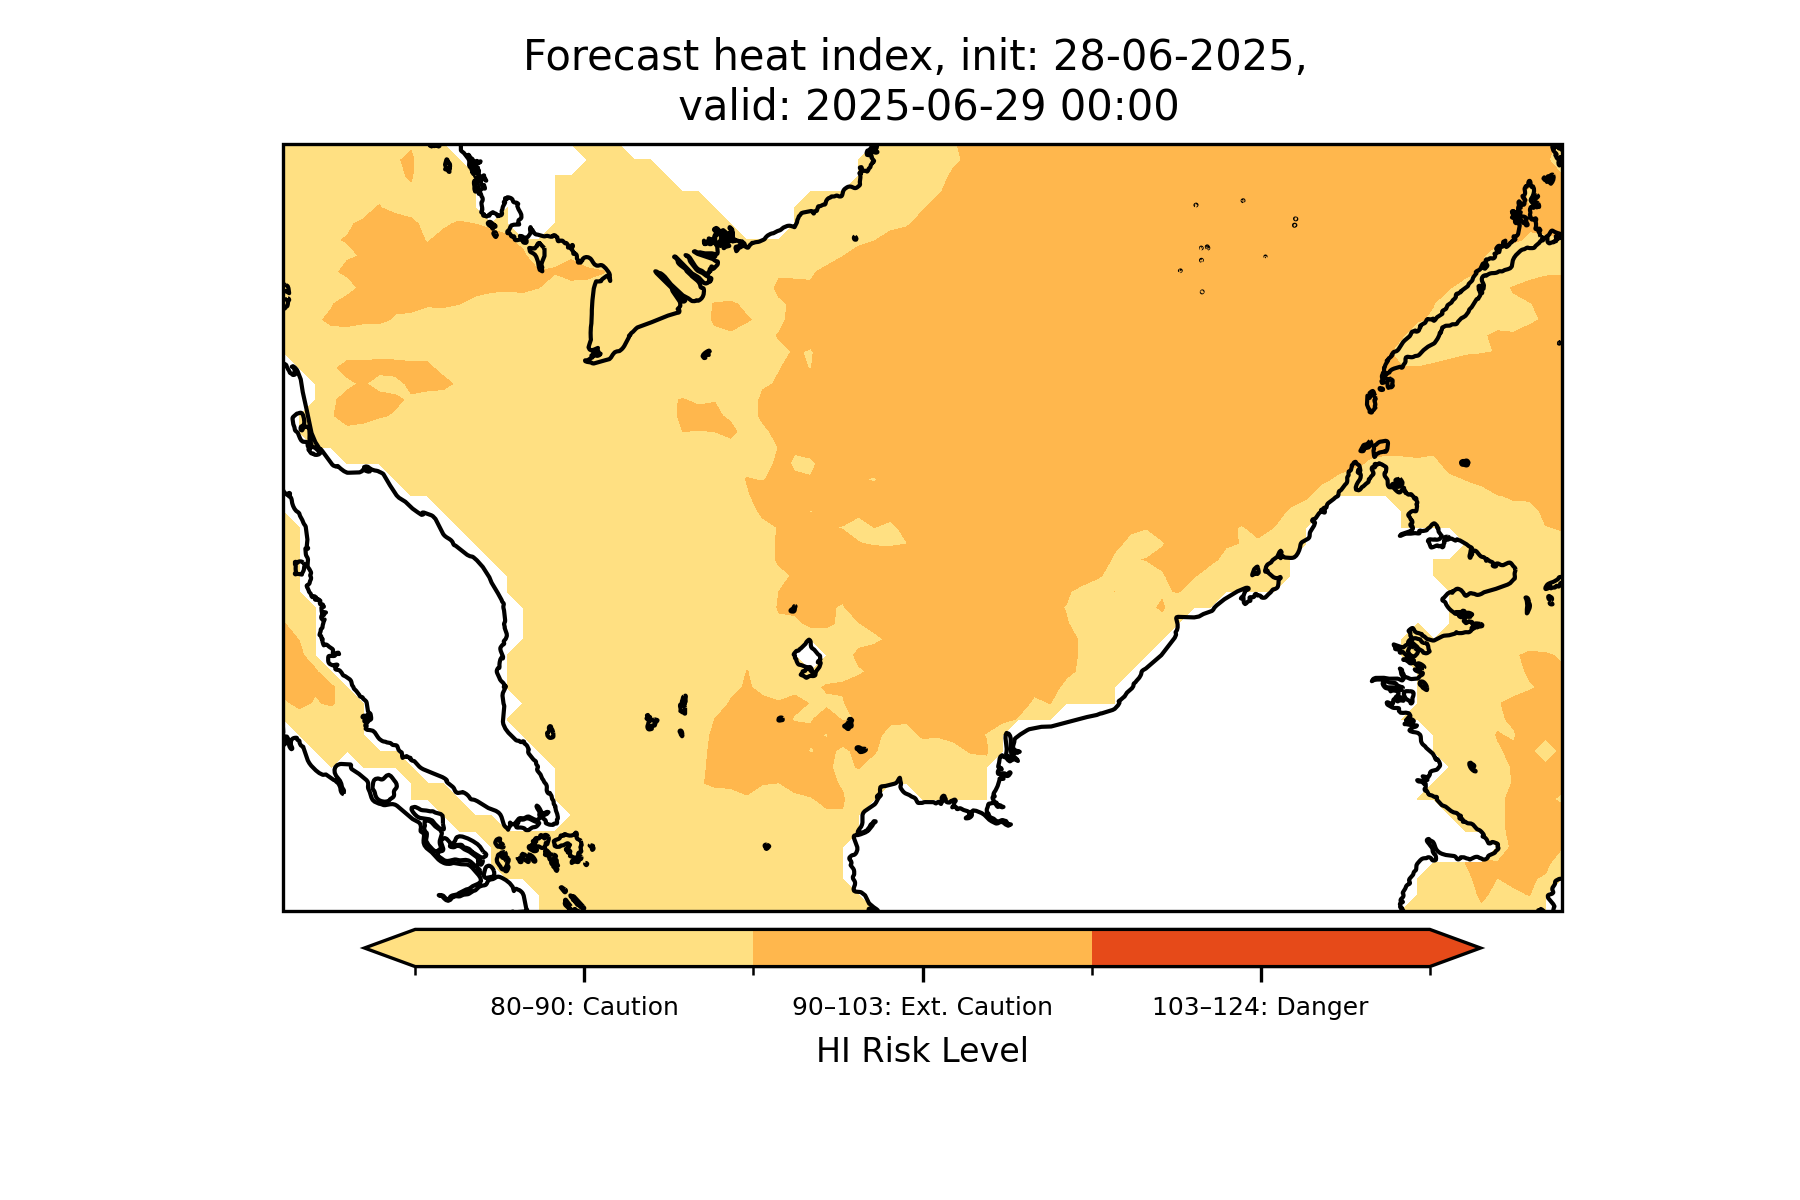 Forecast heat index, init: 28-06-2025,
valid: 2025-06-29 00:00
80–90: Caution
90–103: Ext. Caution
103–124: Danger
HI Risk Level